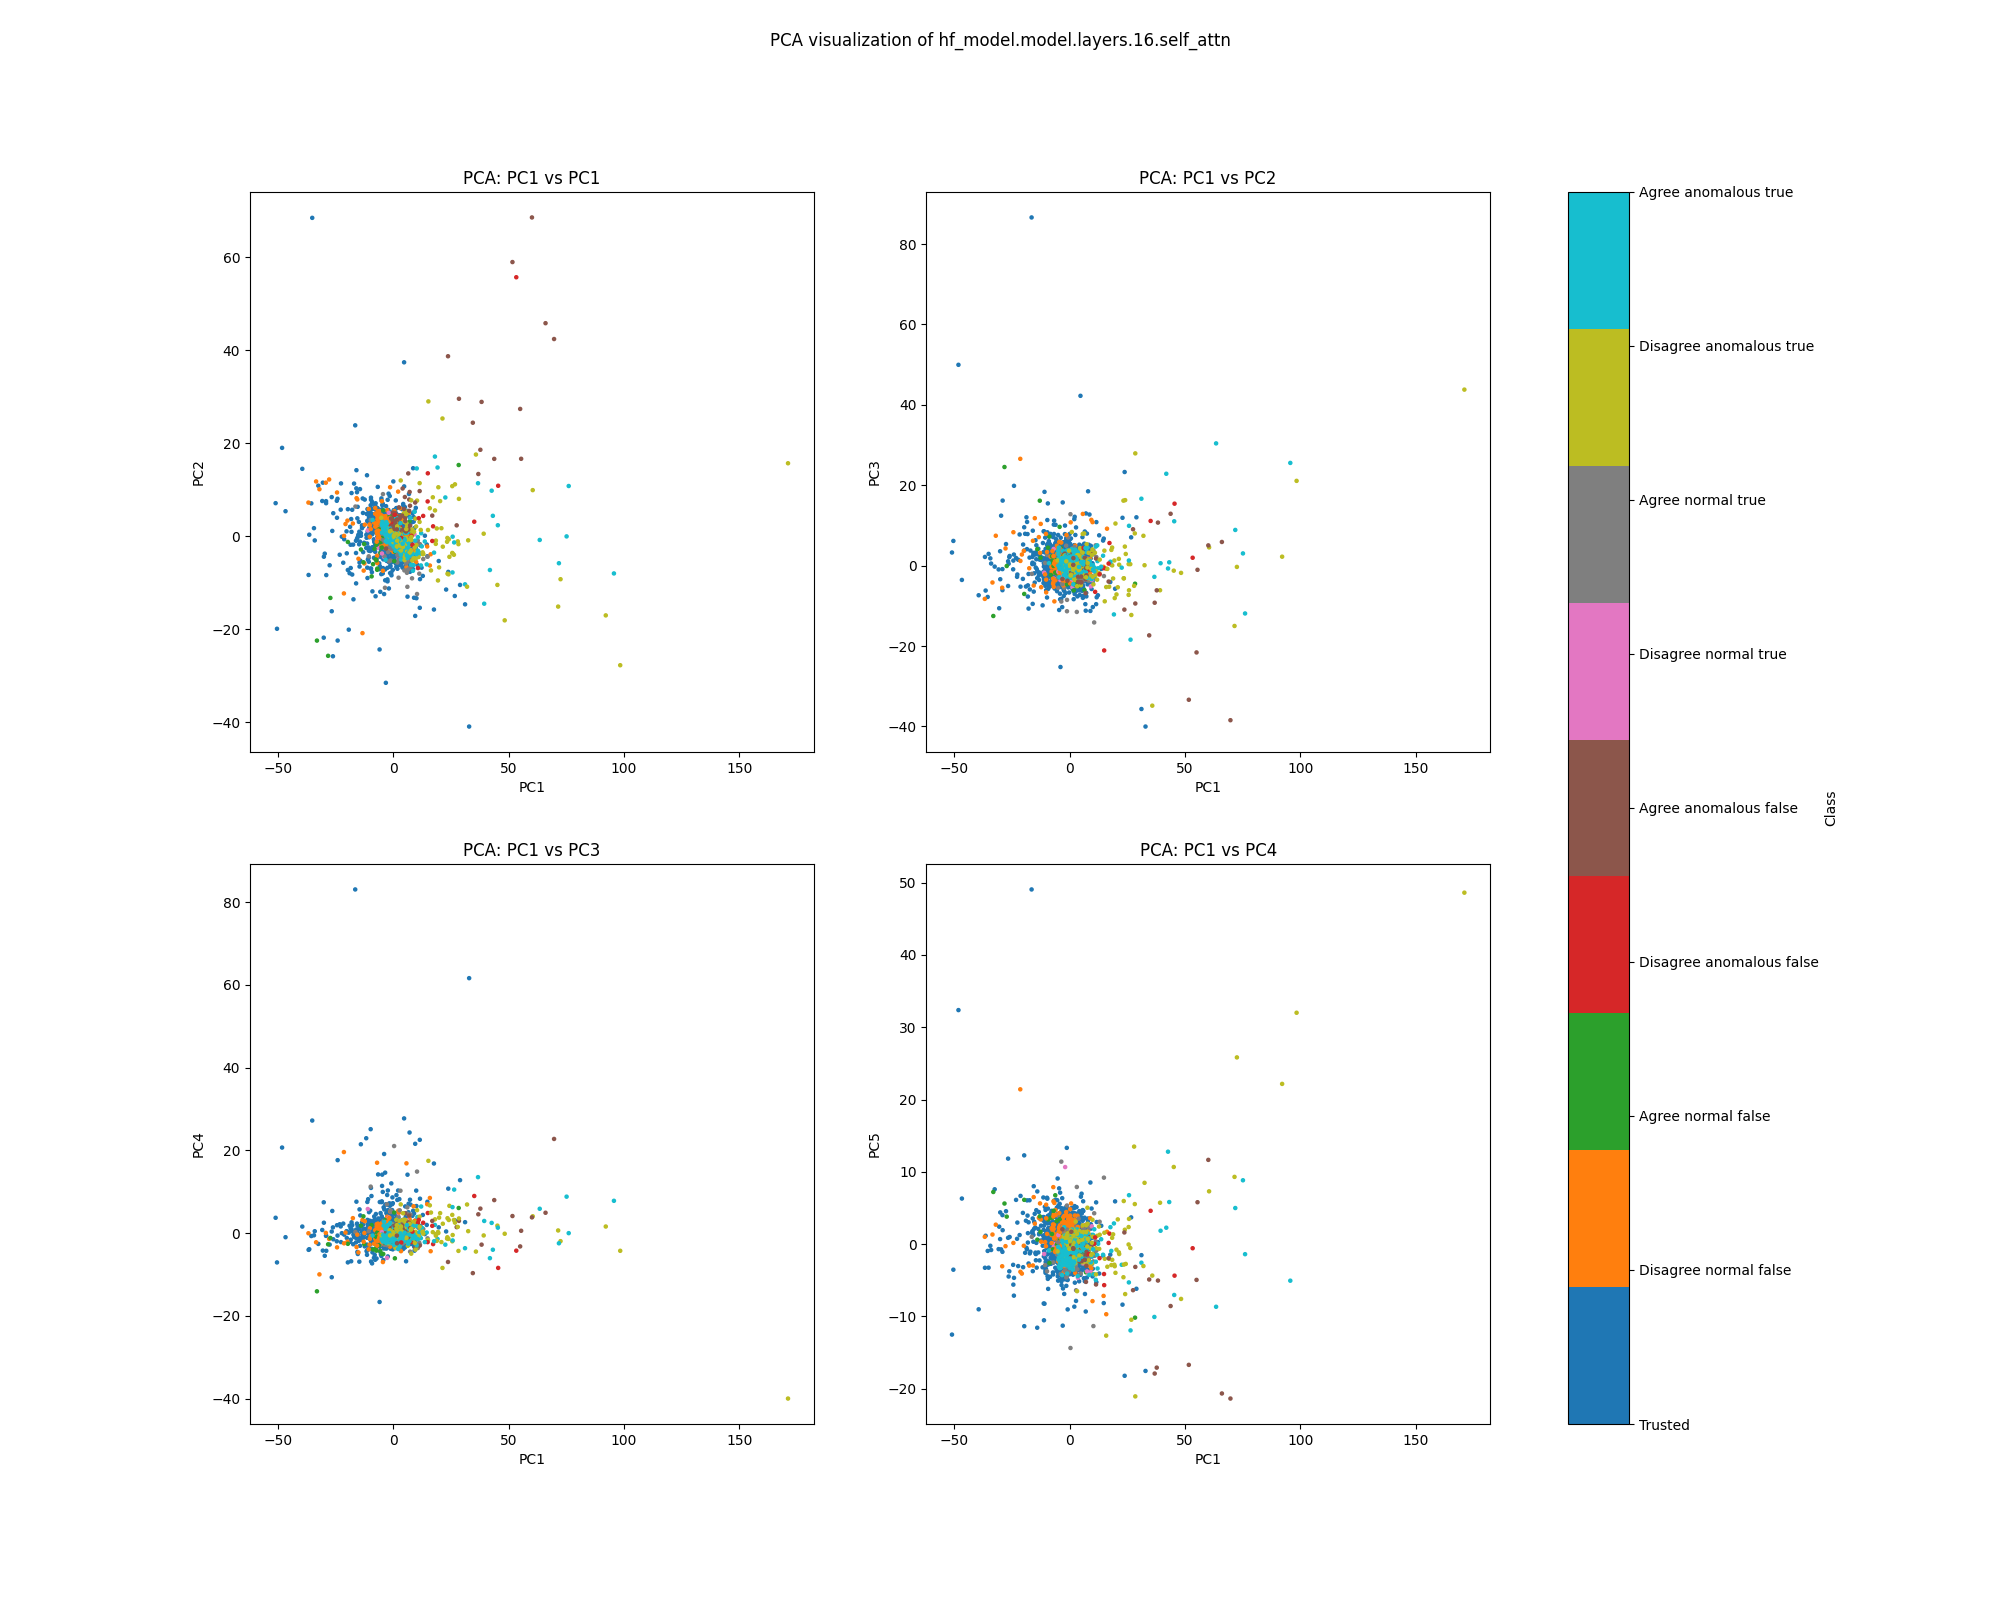 PCA visualization of hf_model.model.layers.16.self_attn
PCA: PC1 vs PC1
60
40
20
0
−20
−40
PC2
−50 0 50 100 150
PC1
PCA: PC1 vs PC2
80
60
40
20
0
−20
−40
PC3
−50 0 50 100 150
PC1
PCA: PC1 vs PC3
80
60
40
20
0
−20
−40
PC4
−50 0 50 100 150
PC1
PCA: PC1 vs PC4
50
40
30
20
10
0
−10
−20
PC5
−50 0 50 100 150
PC1
Agree anomalous true
Disagree anomalous true
Agree normal true
Disagree normal true
Agree anomalous false
Disagree anomalous false
Agree normal false
Disagree normal false
Trusted
Class